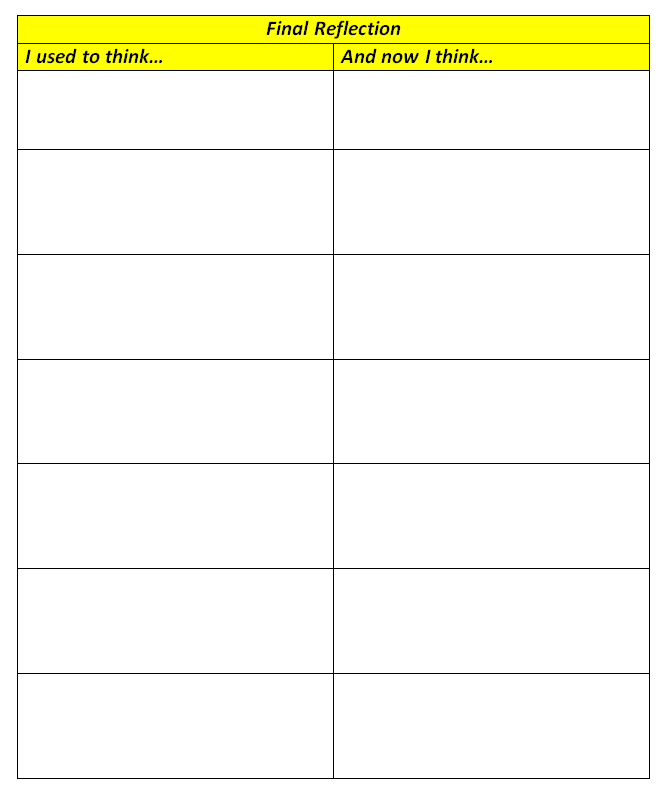 Final Reflection
I used to think…
And now I think…